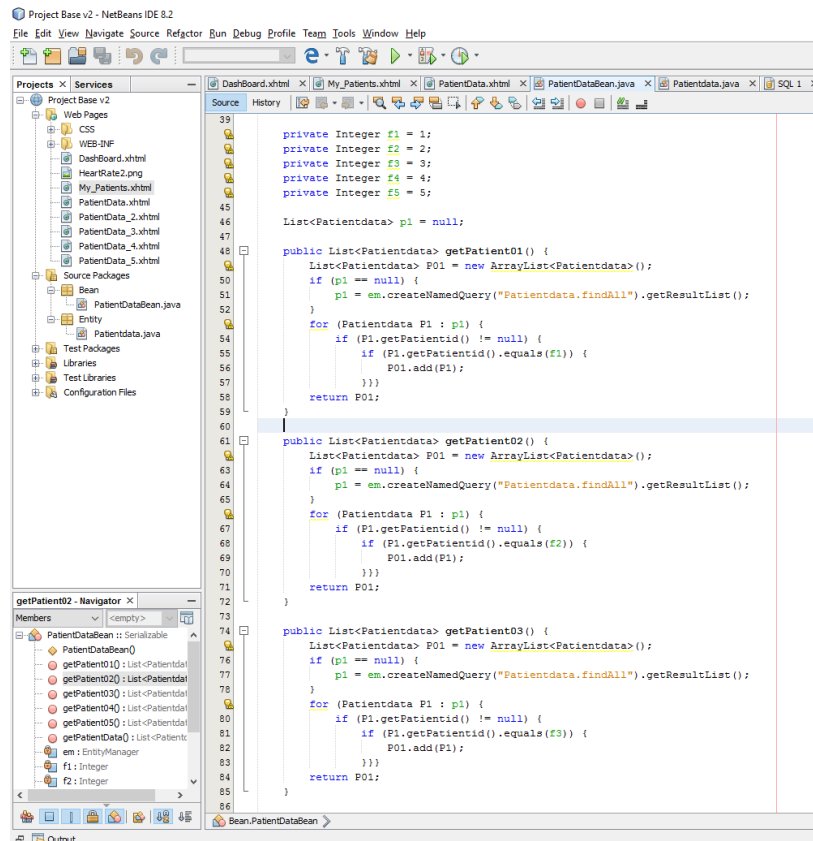 Project Base v2 - NetBeans IDE 8.2
File Edit View Navigate Source Refactor Run Debug Profile Team Tools Window Help
Projects Services
Project Base v2
Web Pages
CSS
WEB-INF
DashBoard.xhtml
HeartRate2.png
My_Patients.xhtml
PatientData.xhtml
PatientData_2.xhtml
PatientData_3.xhtml
PatientData_4.xhtml
PatientData_5.xhtml
Source Packages
Bean
PatientDataBean.java
Entity
Patientdata.java
Test Packages
Libraries
Test Libraries
Configuration Files
getPatient02 - Navigator
Members <empty>
PatientDataBean :: Serializable
PatientDataBean()
getPatient01() : List<Patientdat
getPatient02() : List<Patientdat
getPatient03() : List<Patientdat
getPatient04() : List<Patientdat
getPatient05() : List<Patientdat
getPatientData() : List<Patientc
em : EntityManager
f1 : Integer
f2 : Integer
Output
DashBoard.xhtml My_Patients.xhtml PatientData.xhtml PatientDataBean.java Patientdata.java SQL 1
Source History
39
private Integer f1 = 1;
private Integer f2 = 2;
private Integer f3 = 3;
private Integer f4 = 4;
private Integer f5 = 5;
45
46 List<Patientdata> p1 = null;
47
48 public List<Patientdata> getPatient01() {
List<Patientdata> P01 = new ArrayList<Patientdata>();
50 if (p1 == null) {
51 p1 = em.createNamedQuery("Patientdata.findAll").getResultList();
52 }
for (Patientdata P1 : p1) {
54 if (P1.getPatientid() != null) {
55 if (P1.getPatientid().equals(f1)) {
56 P01.add(P1);
57 }}}
58 return P01;
59 }
60
61 public List<Patientdata> getPatient02() {
List<Patientdata> P01 = new ArrayList<Patientdata>();
63 if (p1 == null) {
64 p1 = em.createNamedQuery("Patientdata.findAll").getResultList();
65 }
for (Patientdata P1 : p1) {
67 if (P1.getPatientid() != null) {
68 if (P1.getPatientid().equals(f2)) {
69 P01.add(P1);
70 }}}
71 return P01;
72 }
73
74 public List<Patientdata> getPatient03() {
List<Patientdata> P01 = new ArrayList<Patientdata>();
76 if (p1 == null) {
77 p1 = em.createNamedQuery("Patientdata.findAll").getResultList();
78 }
for (Patientdata P1 : p1) {
80 if (P1.getPatientid() != null) {
81 if (P1.getPatientid().equals(f3)) {
82 P01.add(P1);
83 }}}
84 return P01;
85 }
86
Bean.PatientDataBean